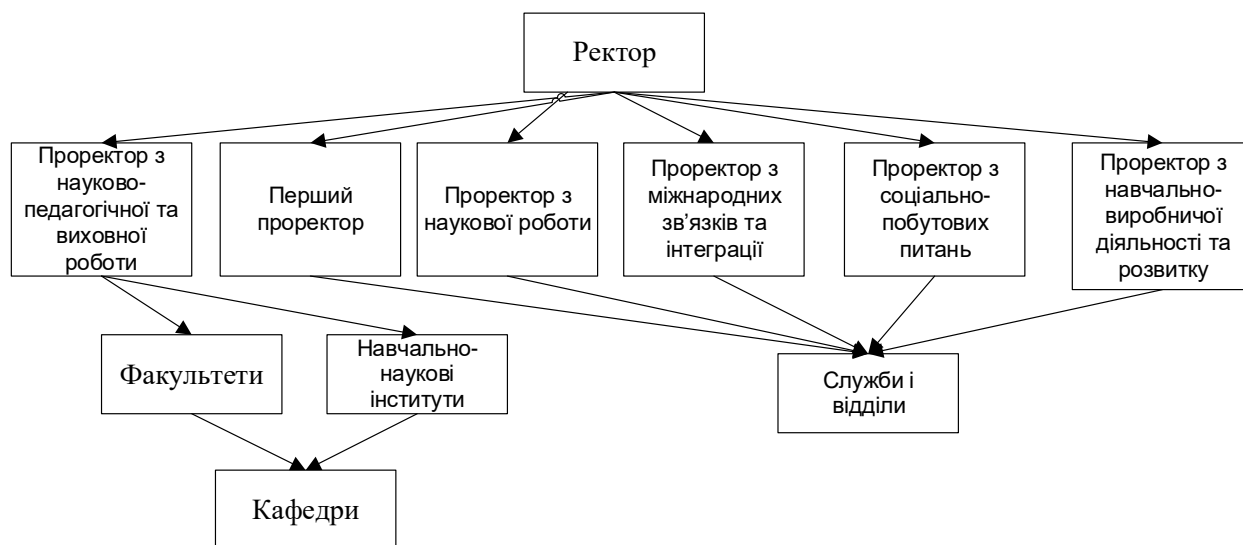 Ректор
Проректор з
науково-
педагогічної та
виховної
роботи
Перший
проректор
Проректор з
наукової роботи
Проректор з
міжнародних
зв’язків та
інтеграції
Проректор з
соціально-
побутових
питань
Проректор з
навчально-
виробничої
діяльності та
розвитку
Факультети
Навчально-
наукові
інститути
Служби і
відділи
Кафедри